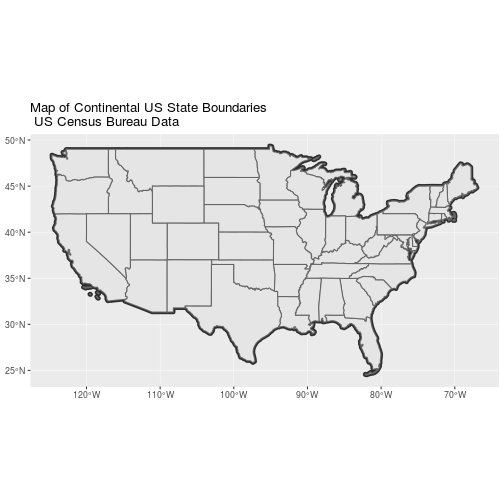 Map of Continental US State Boundaries
US Census Bureau Data
50°N
45°N
40°N
35°N
30°N
25°N
120°W
110°W
100°W
90°W
80°W
70°W